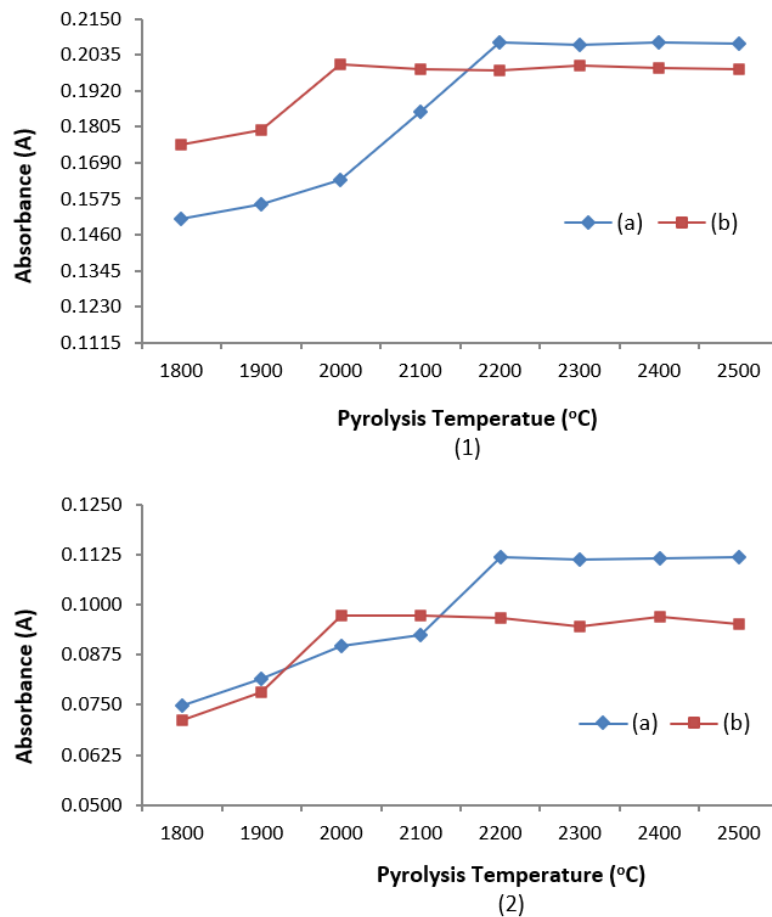 0.2150
0.2035
0.1920
0.1805
0.1690
0.1575
0.1460
0.1345
0.1230
0.1115
Absorbance (A)
(a) (b)
1800 1900 2000 2100 2200 2300 2400 2500
Pyrolysis Temperatue (ºC)
(1)
0.1250
0.1125
0.1000
0.0875
0.0750
0.0625
0.0500
Absorbance (A)
(a) (b)
1800 1900 2000 2100 2200 2300 2400 2500
Pyrolysis Temperature (ºC)
(2)